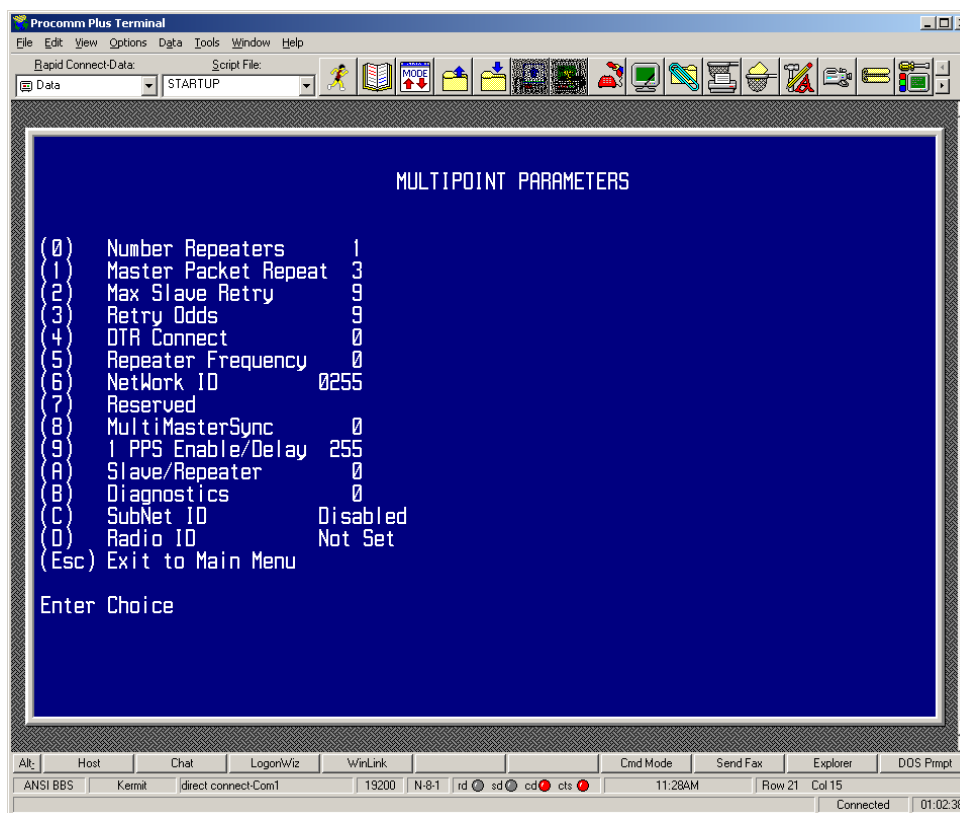 Procomm Plus Terminal
File Edit View Options Data Tools Window Help
Rapid Connect-Data: Script File:
Data STARTUP
MODE
MULTIPOINT PARAMETERS
(0) Number Repeaters 1
(1) Master Packet Repeat 3
(2) Max Slave Retry 9
(3) Retry Odds 9
(4) DTR Connect 0
(5) Repeater Frequency 0
(6) NetWork ID 0255
(7) Reserved
(8) MultiMasterSync 0
(9) 1 PPS Enable/Delay 255
(A) Slave/Repeater 0
(B) Diagnostics 0
(C) SubNet ID Disabled
(D) Radio ID Not Set
(Esc) Exit to Main Menu
Enter Choice
Alt-; Host Chat LogonWiz WinLink Cmd Mode Send Fax Explorer DOS Prmpt
ANSI BBS Kermit direct connect-Com1 19200 N-8-1 rd sd cd cts 11:28AM Row 21 Col 15
Connected 01:02:38